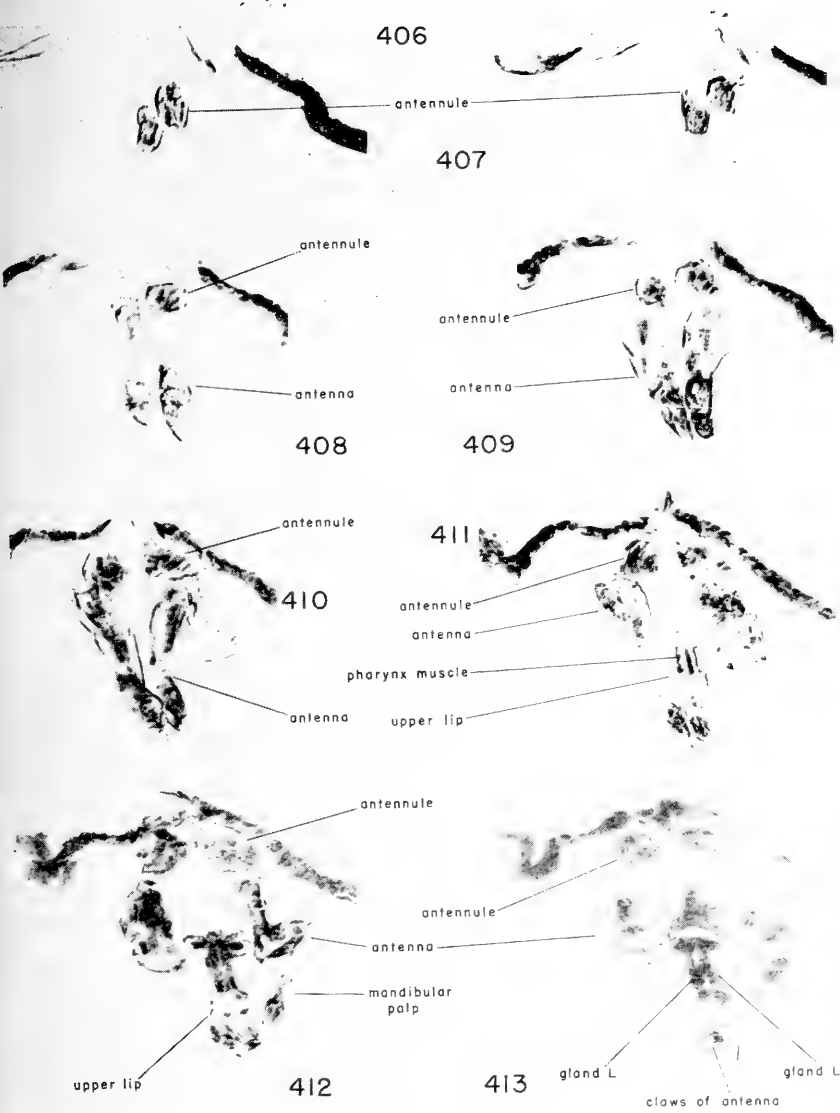 406
antennule
407
antennule
antennule
antenna
antenna
408
409
antennule
411
410
antennule
antenna
pharynx muscle
antenna
upper lip
antennule
antennule
antenna
mandibular
palp
upper lip
412
413
gland L
gland L
claws of antenna